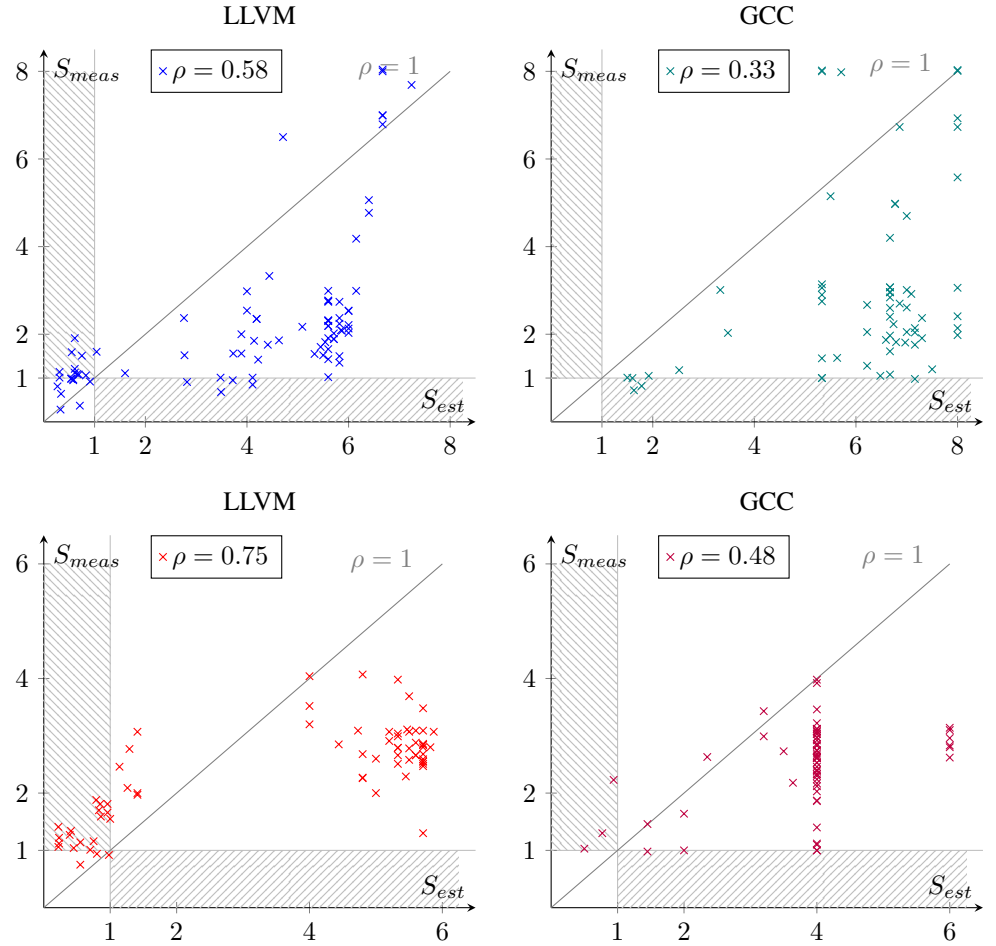 LLVM
GCC
S_meas
ρ = 0.58
ρ = 1
8
6
4
2
1
S_est
1 2 4 6 8
S_meas
ρ = 0.33
ρ = 1
8
6
4
2
1
S_est
1 2 4 6 8
LLVM
GCC
S_meas
ρ = 0.75
ρ = 1
6
4
2
1
S_est
1 2 4 6
S_meas
ρ = 0.48
ρ = 1
6
4
2
1
S_est
1 2 4 6